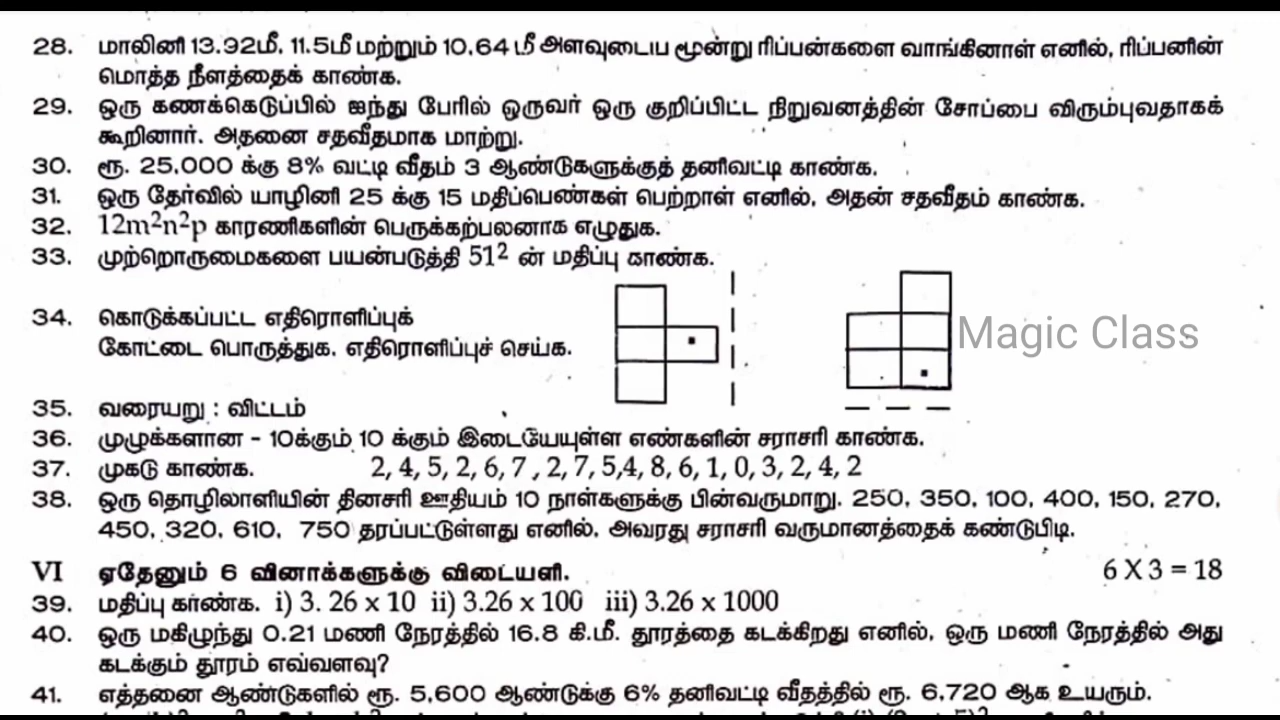 28. மாலினி 13.92மீ, 11.5மீ மற்றும் 10.64 மீ அளவுடைய மூன்று ரிப்பன்களை வாங்கினாள் எனில், ரிப்பனின்
மொத்த நீளத்தைக் காண்க.
29. ஒரு கணக்கெடுப்பில் ஐந்து பேரில் ஒருவர் ஒரு குறிப்பிட்ட நிறுவனத்தின் சோப்பை விரும்புவதாகக்
கூறினார். அதனை சதவீதமாக மாற்று.
30. ரூ. 25,000 க்கு 8% வட்டி வீதம் 3 ஆண்டுகளுக்குத் தனிவட்டி காண்க.
31. ஒரு தேர்வில் யாழினி 25 க்கு 15 மதிப்பெண்கள் பெற்றாள் எனில், அதன் சதவீதம் காண்க.
32. 12m²n²p காரணிகளின் பெருக்கற்பலனாக எழுதுக.
33. முற்றொருமைகளை பயன்படுத்தி 51² ன் மதிப்பு காண்க.
34. கொடுக்கப்பட்ட எதிரொளிப்புக்
கோட்டை பொருத்துக. எதிரொளிப்புச் செய்க.
Magic Class
35. வரையறு : விட்டம்
36. முழுக்களான - 10க்கும் 10 க்கும் இடையேயுள்ள எண்களின் சராசரி காண்க.
37. முகடு காண்க. 2, 4, 5, 2, 6, 7 , 2, 7, 5,4, 8, 6, 1, 0, 3, 2, 4, 2
38. ஒரு தொழிலாளியின் தினசரி ஊதியம் 10 நாள்களுக்கு பின்வருமாறு. 250, 350, 100, 400, 150, 270,
450, 320, 610, 750 தரப்பட்டுள்ளது எனில், அவரது சராசரி வருமானத்தைக் கண்டுபிடி.
VI ஏதேனும் 6 வினாக்களுக்கு விடையளி. 6 X 3 = 18
39. மதிப்பு காண்க. i) 3. 26 x 10 ii) 3.26 x 100 iii) 3.26 x 1000
40. ஒரு மகிழுந்து 0.21 மணி நேரத்தில் 16.8 கி.மீ. தூரத்தை கடக்கிறது எனில், ஒரு மணி நேரத்தில் அது
கடக்கும் தூரம் எவ்வளவு?
41. எத்தனை ஆண்டுகளில் ரூ. 5,600 ஆண்டுக்கு 6% தனிவட்டி வீதத்தில் ரூ. 6,720 ஆக உயரும்.